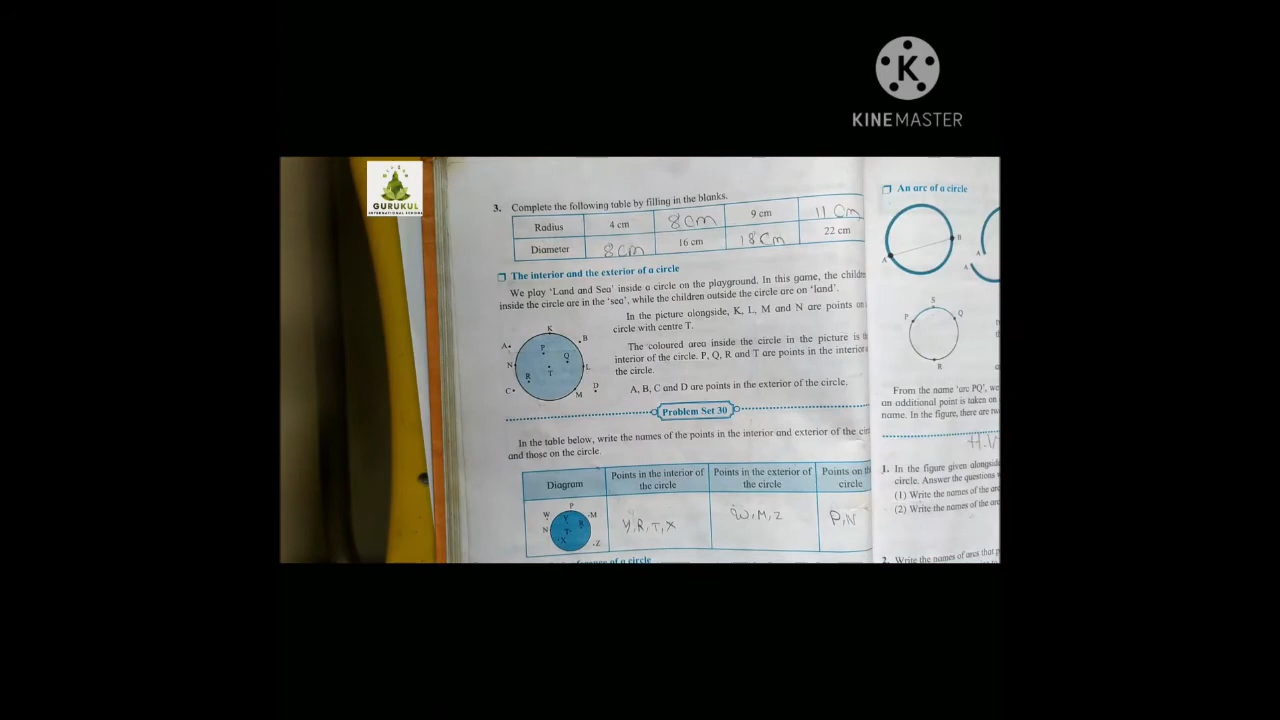 K
KINEMASTER
GURUKUL
INTERNATIONAL SCHOOL
3. Complete the following table by filling in the blanks.
Radius 4 cm 8cm 9 cm 11 cm
Diameter 8cm 16 cm 18cm 22 cm
The interior and the exterior of a circle
We play 'Land and Sea' inside a circle on the playground. In this game, the
inside the circle are in the 'sea', while the children outside the circle are on 'land'.
In the picture alongside, K, L, M and N are points
circle with centre T.
The coloured area inside the circle in the picture is
interior of the circle. P, Q, R and T are points in the
the circle.
A, B, C and D are points in the exterior of the circle.
K
A B
P
Q
N T L
R
C M D
Problem Set 30
In the table below, write the names of the points in the interior and exterior of the
and those on the circle.
Diagram Points in the interior of the circle Points in the exterior of the circle Points on circle
P
W Y M
N T R
X Z
Y, R, T, X W, M, Z P, N
of a circle
An arc of a circle
A B
A
A
S
P Q
R
From the name 'arc PQ', we
an additional point is taken on
name. In the figure, there are
H.W
1. In the figure given alongside
circle. Answer the questions
(1) Write the names of the
(2) Write the names of the
2. Write the names of arcs that